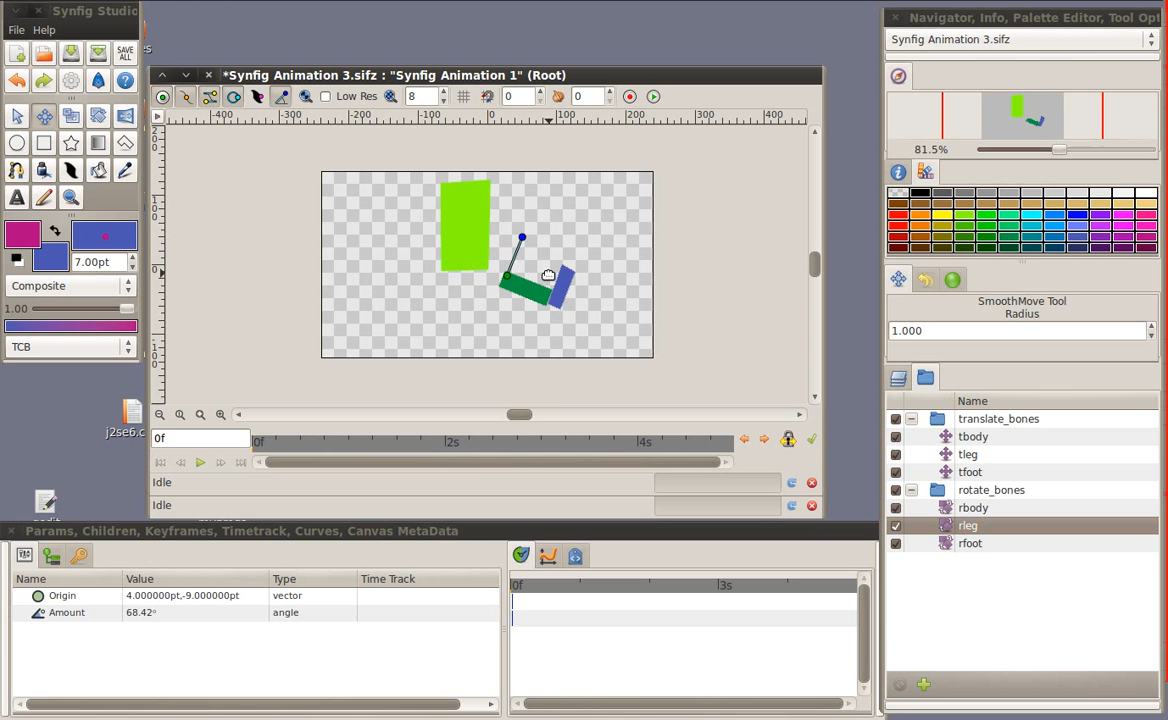 Synfig Studio
File Help
SAVE
ALL
7.00pt
Composite
1.00
TCB
j2se6.c
*Synfig Animation 3.sifz : "Synfig Animation 1" (Root)
Low Res
8
0
0
-400
-300
-200
-100
0
100
200
300
400
0f
0f
2s
4s
Idle
Idle
Navigator, Info, Palette Editor, Tool Opt
Synfig Animation 3.sifz
81.5%
SmoothMove Tool
Radius
1.000
Name
translate_bones
tbody
tleg
tfoot
rotate_bones
rbody
rleg
rfoot
Params, Children, Keyframes, Timetrack, Curves, Canvas MetaData
Name Value Type Time Track
Origin 4.000000pt,-9.000000pt vector
Amount 68.42° angle
0f
3s